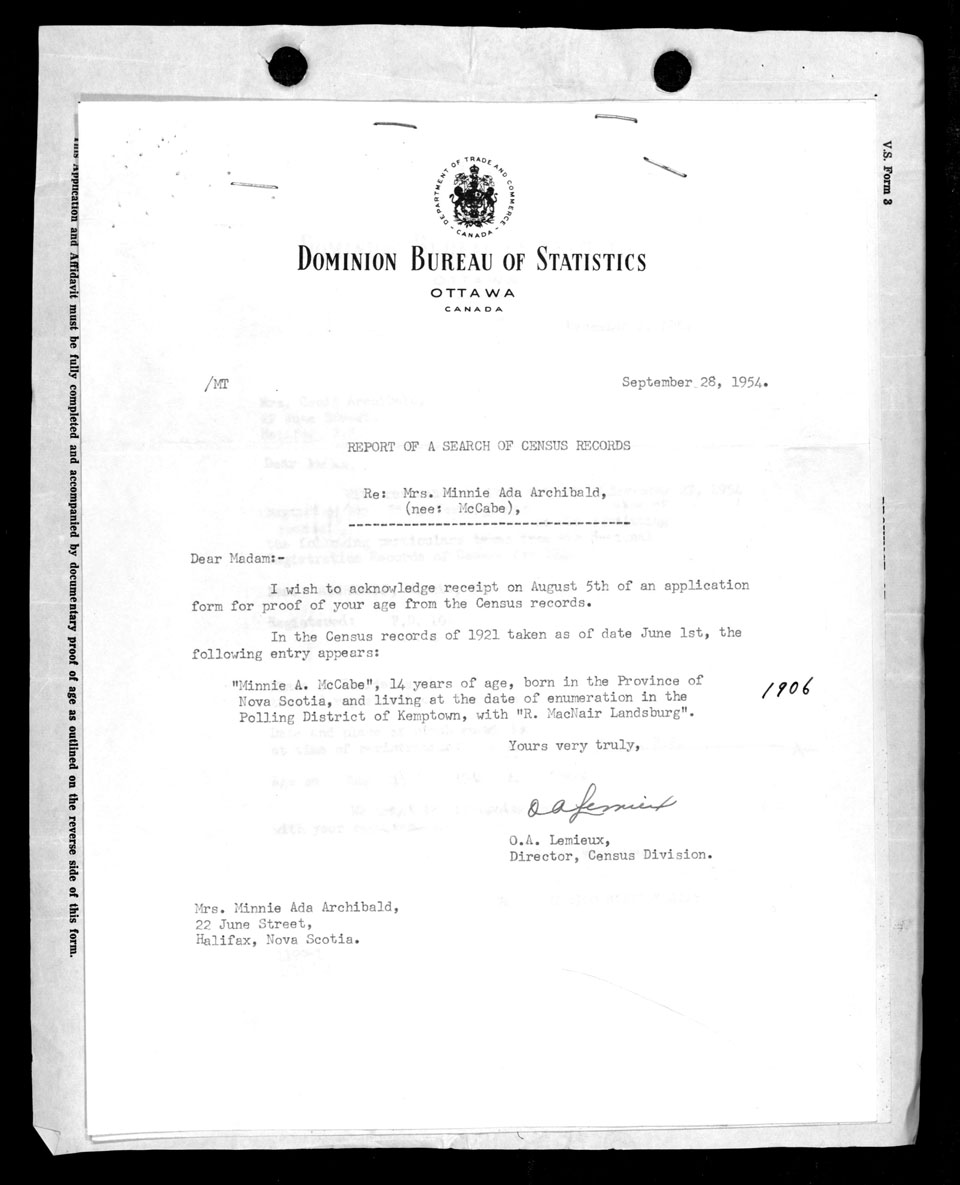 DEPARTMENT OF TRADE AND COMMERCE
- CANADA -
DOMINION BUREAU OF STATISTICS
OTTAWA
CANADA
/MT
September 28, 1954.
REPORT OF A SEARCH OF CENSUS RECORDS
Re: Mrs. Minnie Ada Archibald,
(nee: McCabe),
Dear Madam:-
I wish to acknowledge receipt on August 5th of an application
form for proof of your age from the Census records.
In the Census records of 1921 taken as of date June 1st, the
following entry appears:
"Minnie A. McCabe", 14 years of age, born in the Province of
Nova Scotia, and living at the date of enumeration in the
Polling District of Kemptown, with "R. MacNair Landsburg".
1906
Yours very truly,
O A Lemieux
O.A. Lemieux,
Director, Census Division.
Mrs. Minnie Ada Archibald,
22 June Street,
Halifax, Nova Scotia.
This Application and Affidavit must be fully completed and accompanied by documentary proof of age as outlined on the reverse side of this form.
V.S. Form 3